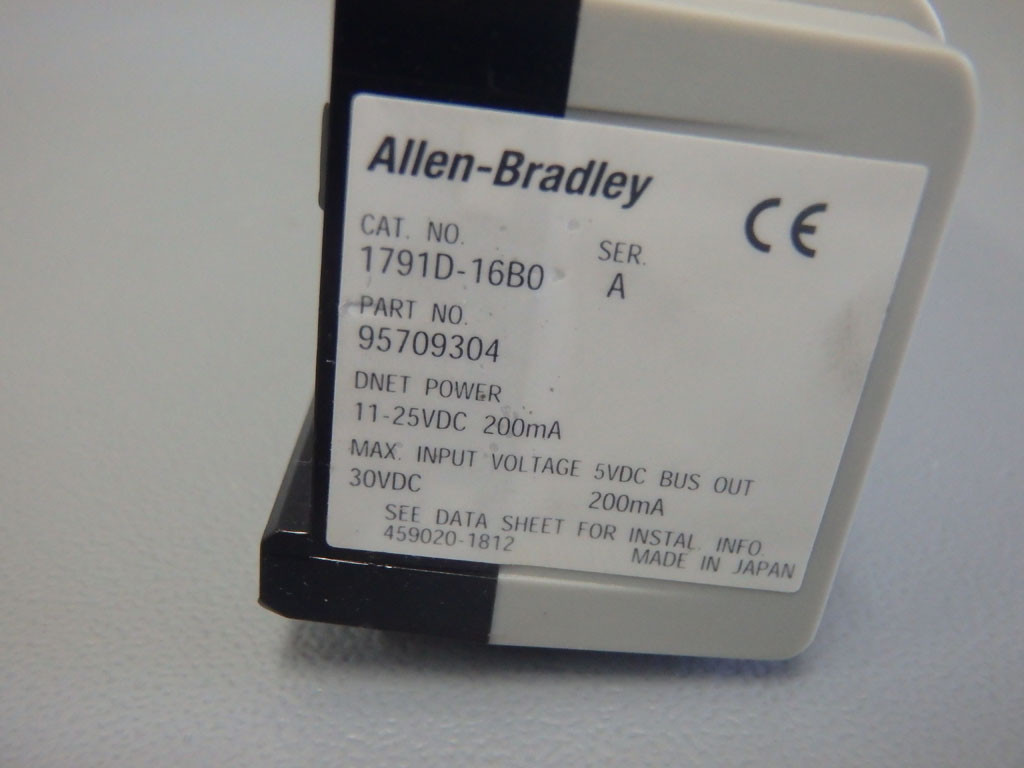 Allen-Bradley
CE
CAT. NO. SER.
1791D-16B0 A
PART NO.
95709304
DNET POWER
11-25VDC 200mA
MAX. INPUT VOLTAGE 5VDC BUS OUT
30VDC 200mA
SEE DATA SHEET FOR INSTAL. INFO.
459020-1812 MADE IN JAPAN